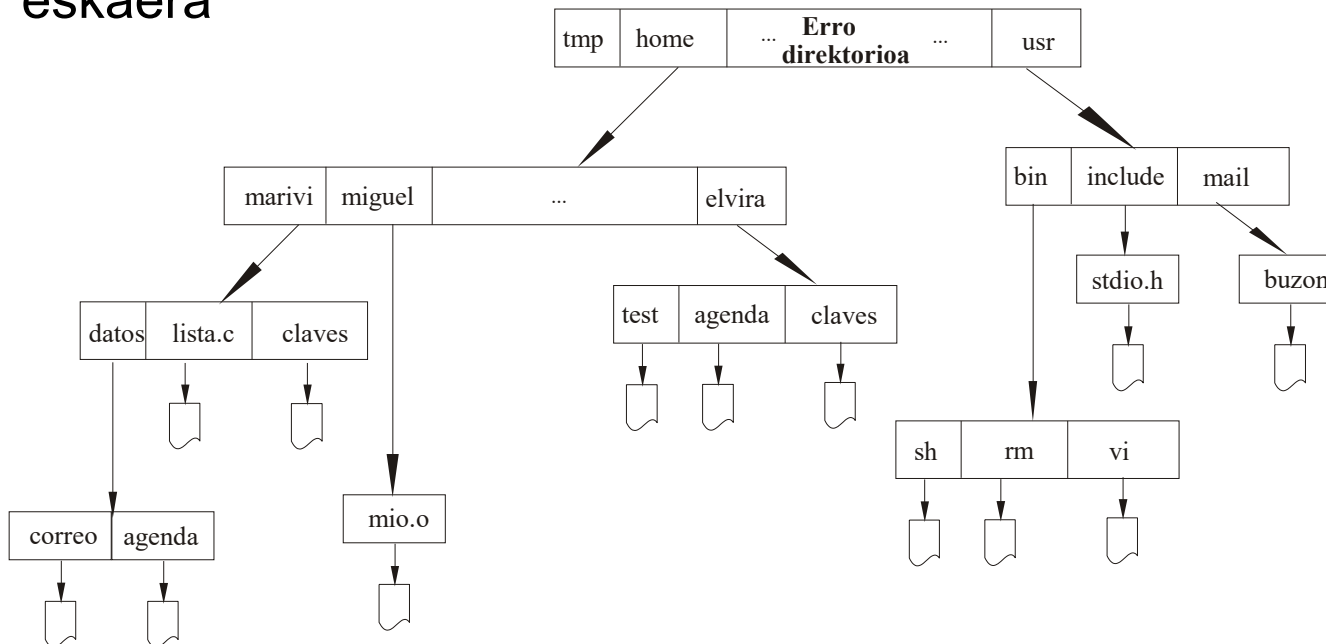 eskaera
tmp home ... Erro direktorioa ... usr
marivi miguel ... elvira
bin include mail
stdio.h
buzon
datos lista.c claves
test agenda claves
sh rm vi
mio.o
correo agenda